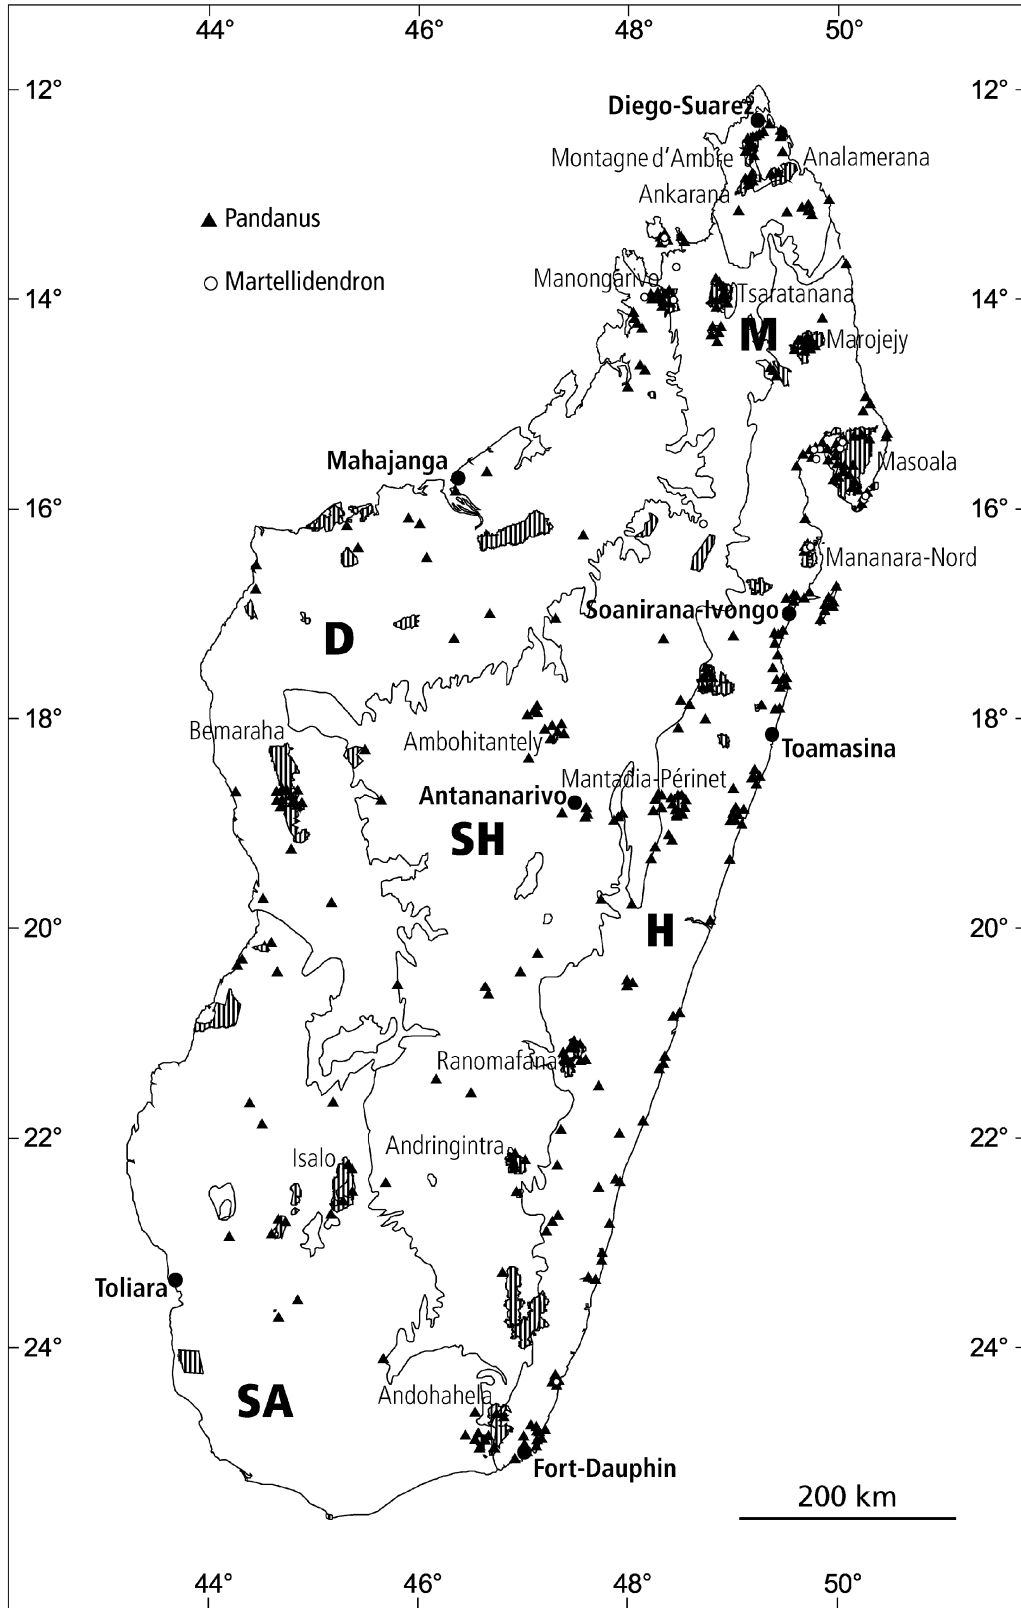 44° 46° 48° 50°
12° 12°
Diego-Suarez
Montagne d'Ambre Analamerana
Ankarana
Pandanus
Martellidendron
Manongarivo
14° Tsaratanana 14°
M
Marojejy
Mahajanga
Masoala
16° 16°
Mananara-Nord
Soanirana-Ivongo
D
18° 18°
Bemaraha
Ambohitantely
Toamasina
Mantadia-Périnet
Antananarivo
SH
20° H 20°
Ranomafana
22° 22°
Andringintra
Isalo
Toliara
24° 24°
SA
Andohahela
Fort-Dauphin
200 km
44° 46° 48° 50°